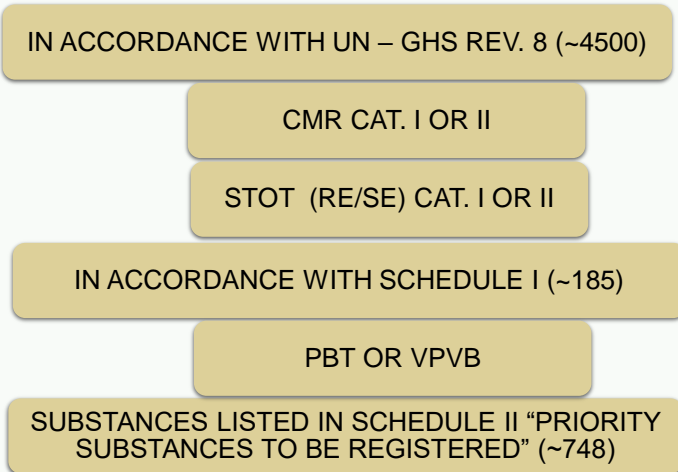 IN ACCORDANCE WITH UN – GHS REV. 8 (~4500)
CMR CAT. I OR II
STOT (RE/SE) CAT. I OR II
IN ACCORDANCE WITH SCHEDULE I (~185)
PBT OR VPVB
SUBSTANCES LISTED IN SCHEDULE II “PRIORITY
SUBSTANCES TO BE REGISTERED” (~748)